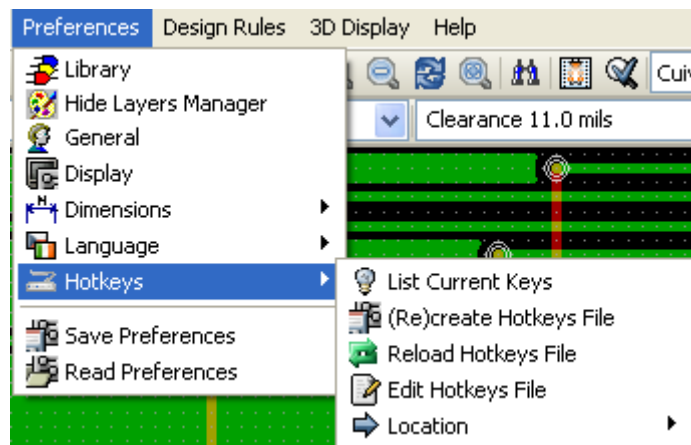 Preferences Design Rules 3D Display Help
Library
Hide Layers Manager
General
Display
Dimensions
Language
Hotkeys
Save Preferences
Read Preferences
Clearance 11.0 mils
List Current Keys
(Re)create Hotkeys File
Reload Hotkeys File
Edit Hotkeys File
Location